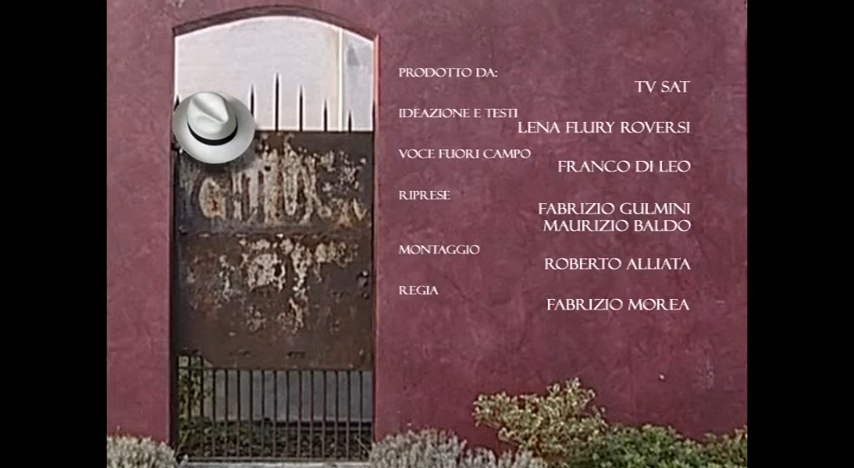 PRODOTTO DA:
TV SAT
IDEAZIONE E TESTI
LENA FLURY ROVERSI
VOCE FUORI CAMPO
FRANCO DI LEO
RIPRESE
FABRIZIO GULMINI
MAURIZIO BALDO
MONTAGGIO
ROBERTO ALLIATA
REGIA
FABRIZIO MOREA